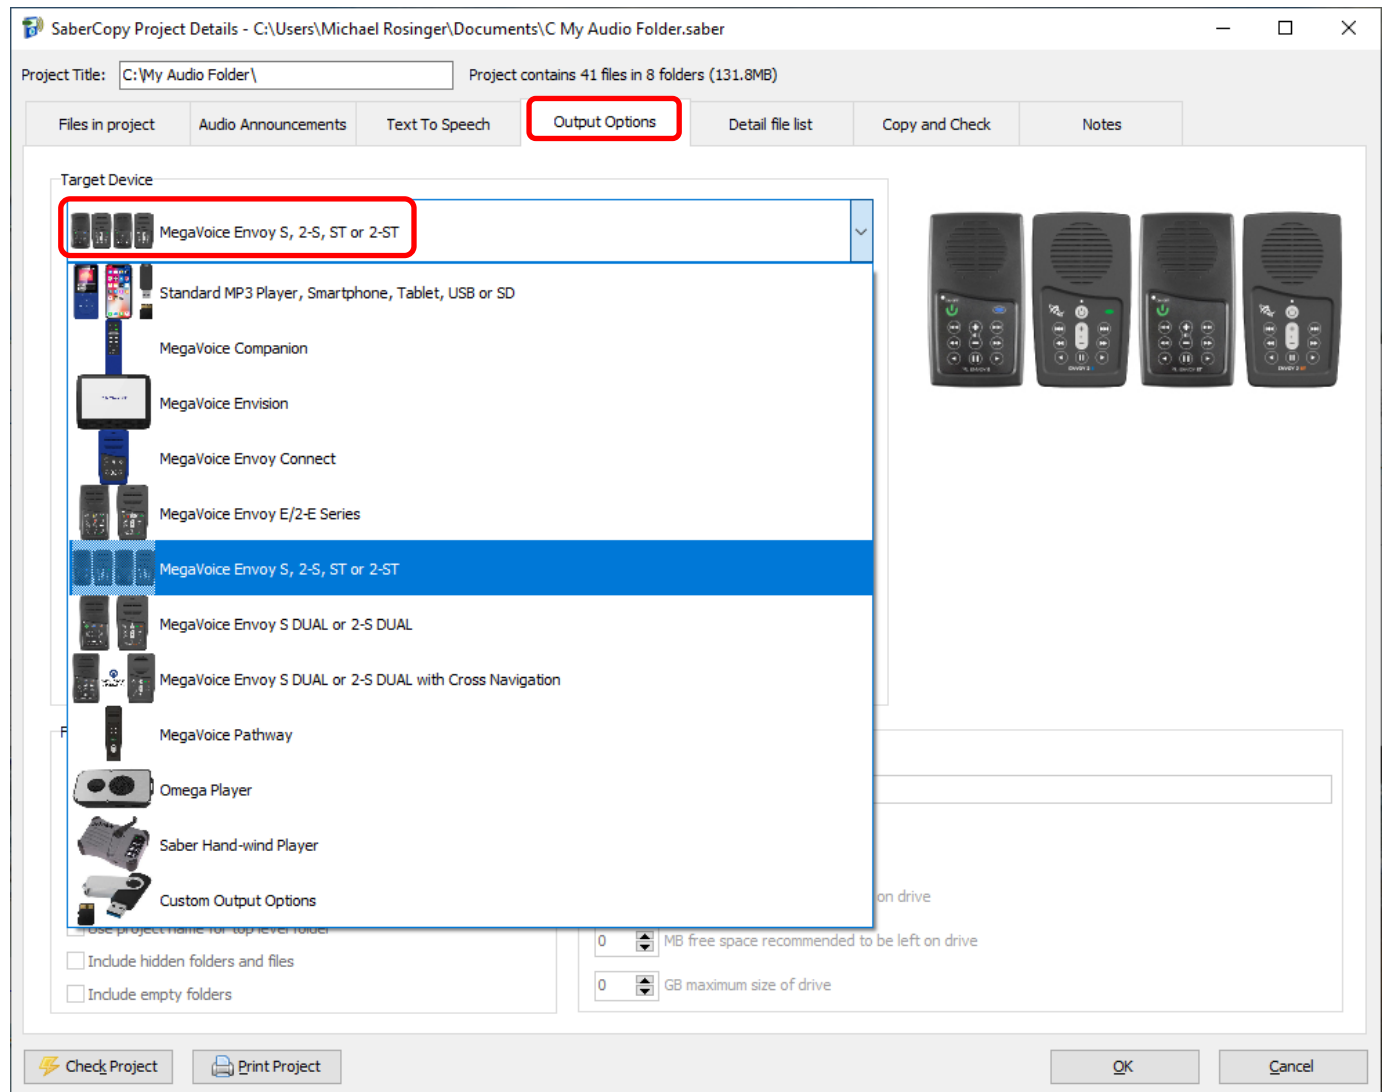 SaberCopy Project Details - C:\Users\Michael Rosinger\Documents\C My Audio Folder.saber
Project Title: C:\My Audio Folder\ Project contains 41 files in 8 folders (131.8MB)
Files in project Audio Announcements Text To Speech Output Options Detail file list Copy and Check Notes
Target Device
MegaVoice Envoy S, 2-S, ST or 2-ST
Standard MP3 Player, Smartphone, Tablet, USB or SD
MegaVoice Companion
MegaVoice Envision
MegaVoice Envoy Connect
MegaVoice Envoy E/2-E Series
MegaVoice Envoy S, 2-S, ST or 2-ST
MegaVoice Envoy S DUAL or 2-S DUAL
MegaVoice Envoy S DUAL or 2-S DUAL with Cross Navigation
MegaVoice Pathway
Omega Player
Saber Hand-wind Player
Custom Output Options
on drive
Use project name for top level folder
0 MB free space recommended to be left on drive
Include hidden folders and files
0 GB maximum size of drive
Include empty folders
Check Project Print Project OK Cancel